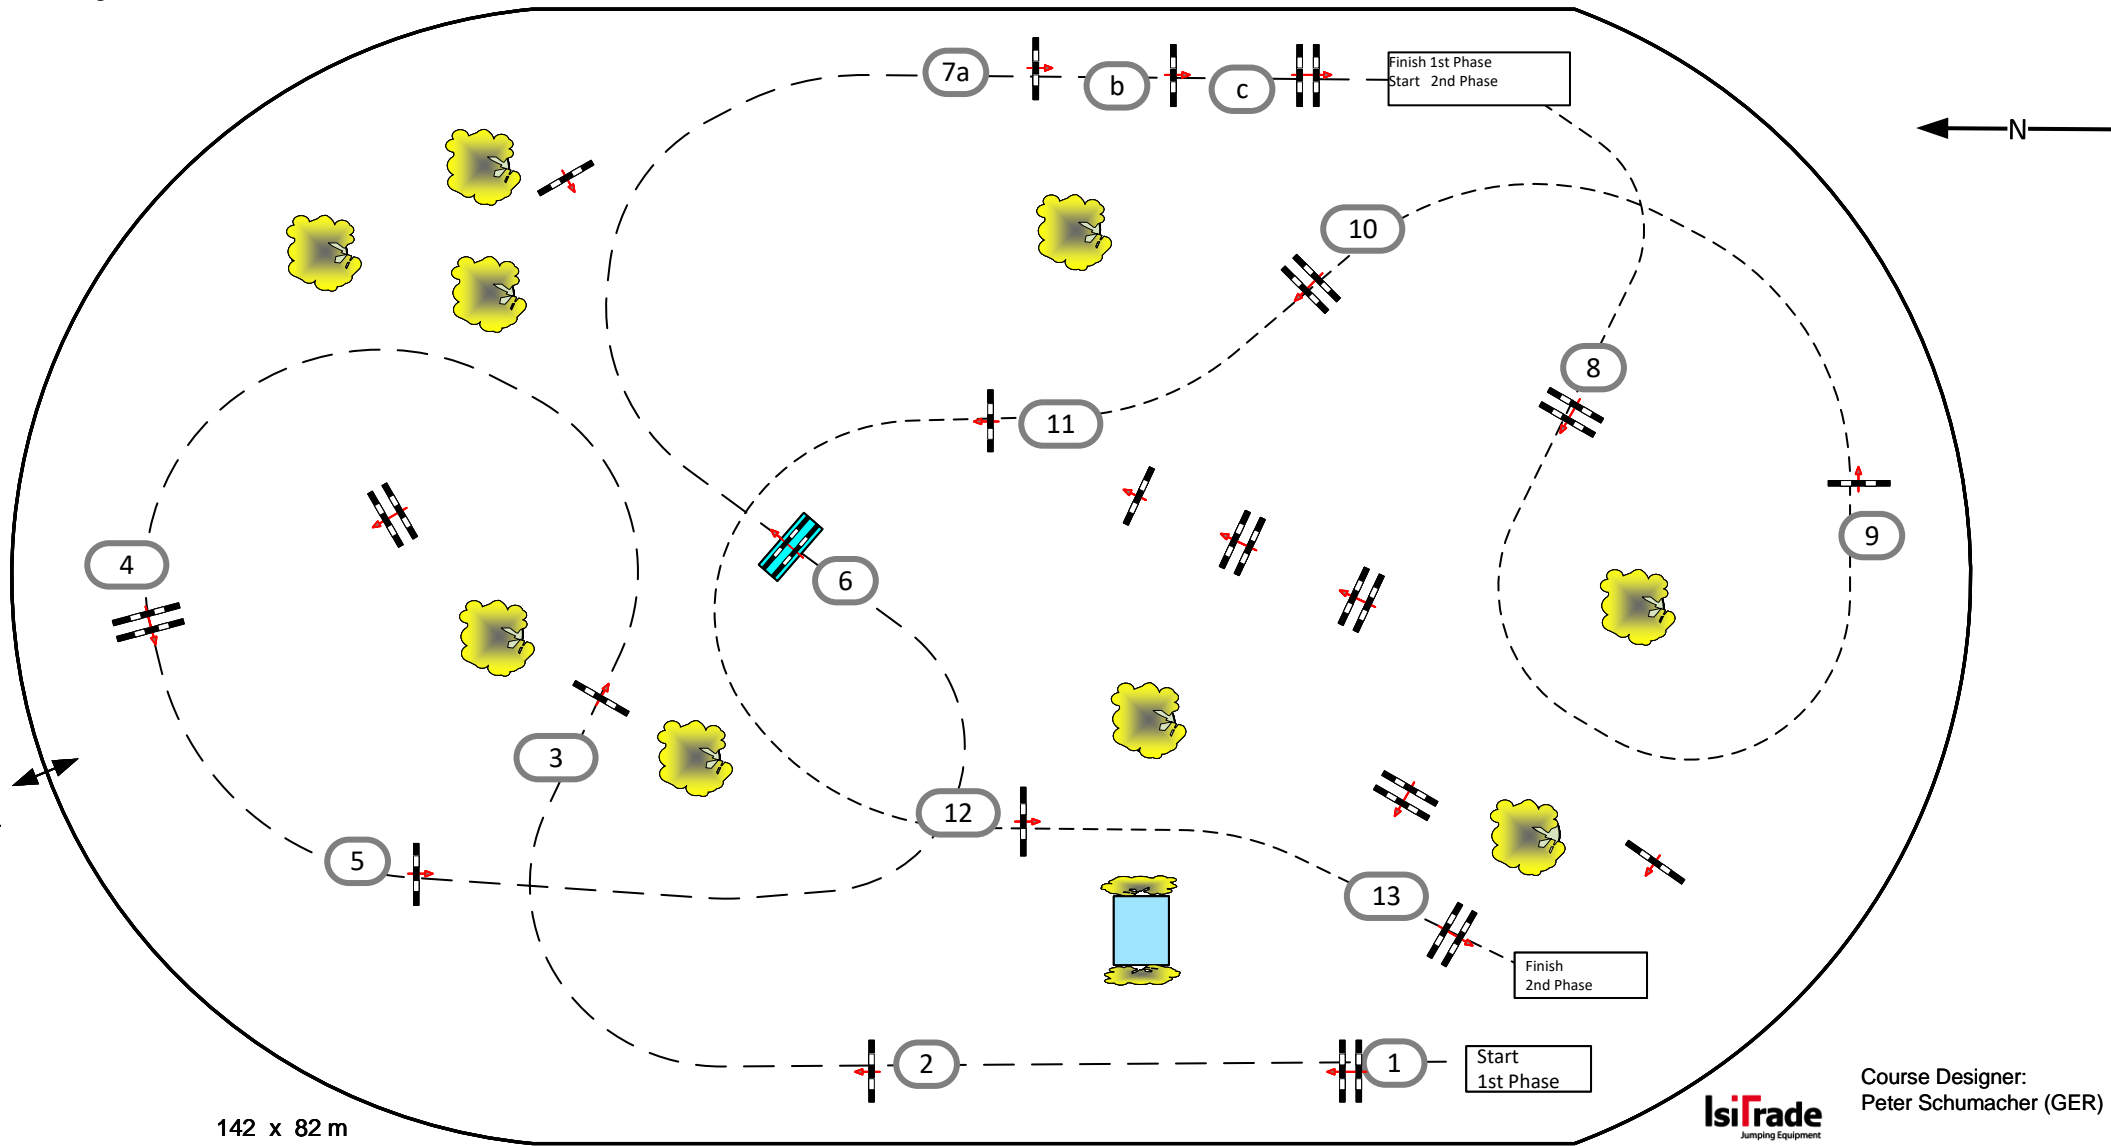 7a
b
c
Finish 1st Phase
Start 2nd Phase
N
10
8
11
9
4
6
3
12
5
13
Finish
2nd Phase
2
1
Start
1st Phase
Course Designer:
Peter Schumacher (GER)
IsiTrade
Jumping Equipment
142 x 82 m